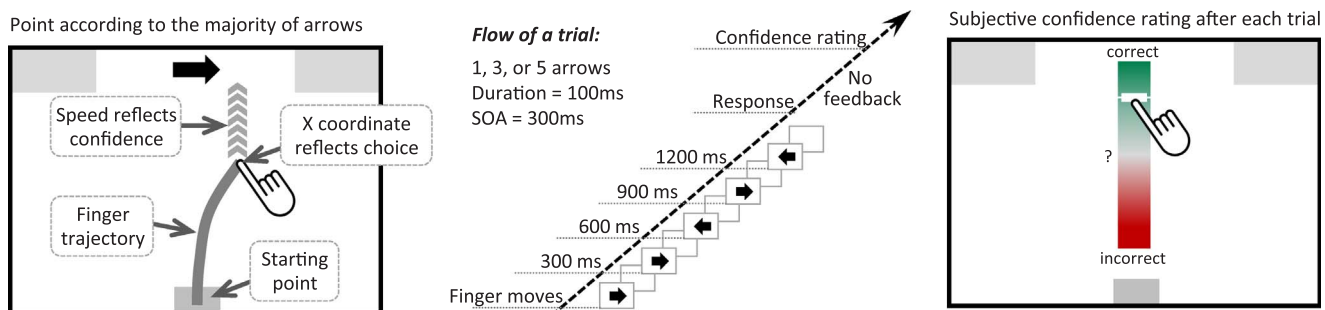 Point according to the majority of arrows
Speed reflects
confidence
X coordinate
reflects choice
Finger
trajectory
Starting
point
Flow of a trial:
1, 3, or 5 arrows
Duration = 100ms
SOA = 300ms
Confidence rating
No
feedback
Response
1200 ms
900 ms
600 ms
300 ms
Finger moves
Subjective confidence rating after each trial
correct
?
incorrect